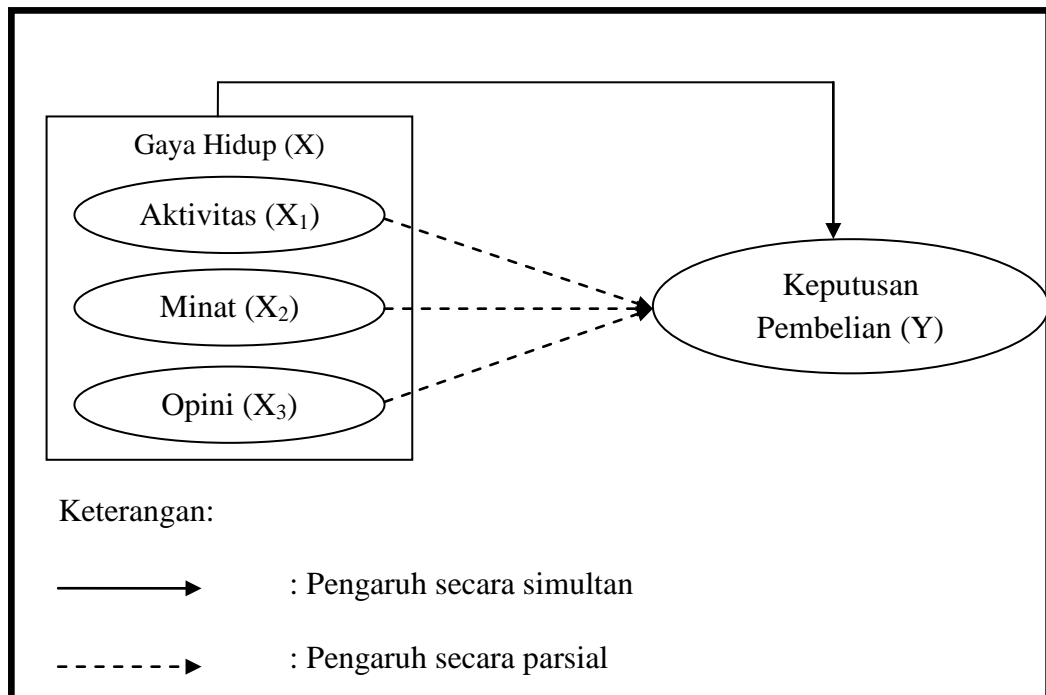 Gaya Hidup (X)
Aktivitas (X₁)
Minat (X₂)
Opini (X₃)
Keputusan
Pembelian (Y)
Keterangan:
: Pengaruh secara simultan
: Pengaruh secara parsial